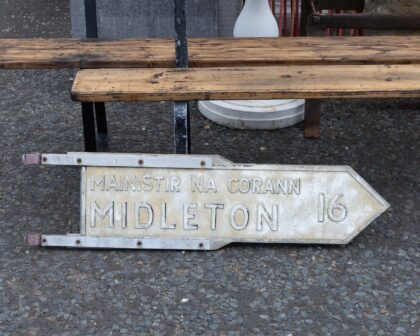 MAINISTIR NA CORANN
MIDLETON 16